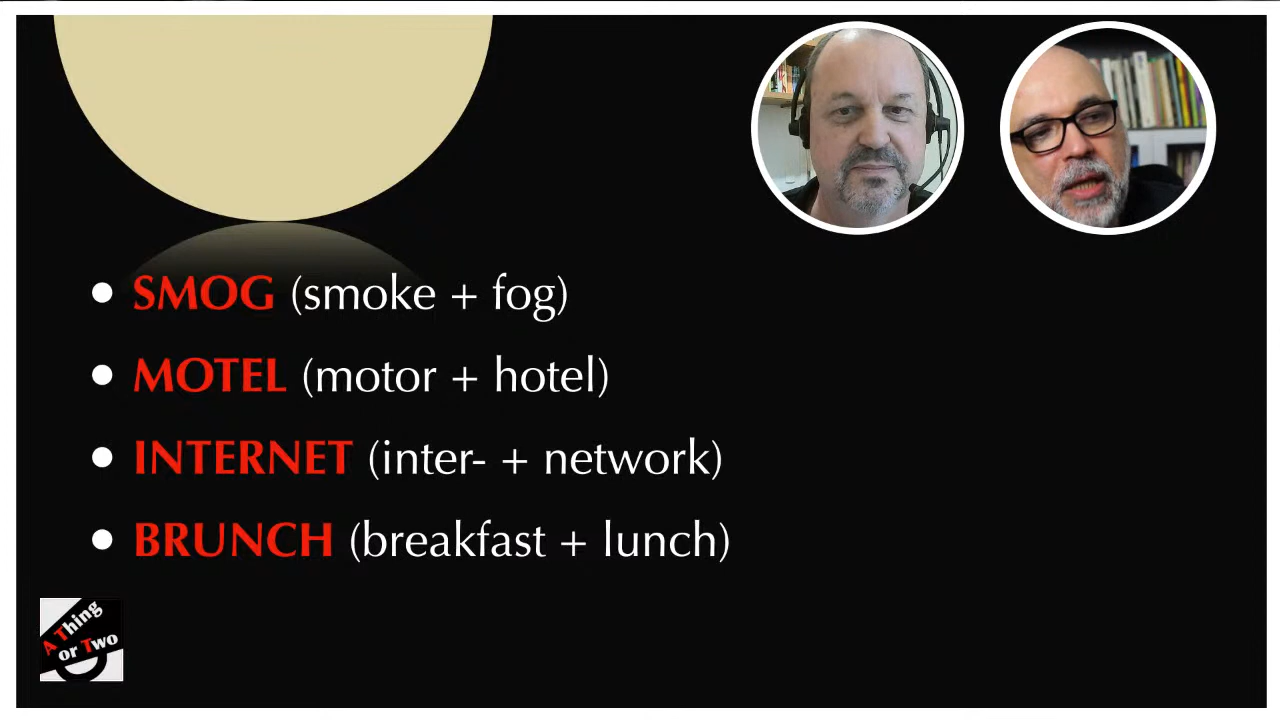 • SMOG (smoke + fog)
• MOTEL (motor + hotel)
• INTERNET (inter- + network)
• BRUNCH (breakfast + lunch)
A Thing
or Two